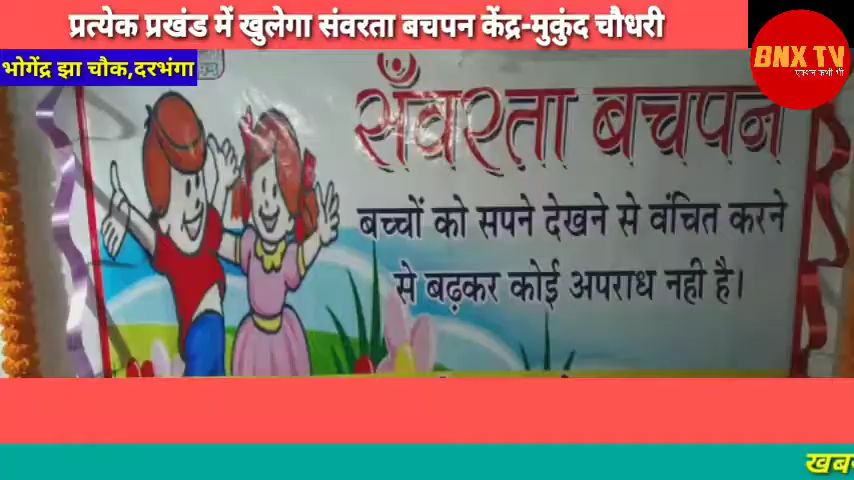 प्रत्येक प्रखंड में खुलेगा संवरता बचपन केंद्र-मुकुंद चौधरी
BNX TV
भोगेंद्र झा चौक,दरभंगा
सँवरता बचपन
बच्चों को सपने देखने से वंचित करने
से बढ़कर कोई अपराध नही है।